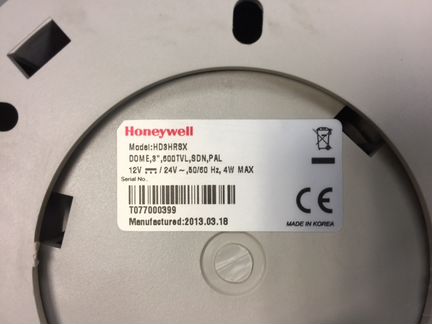 Honeywell
Model:HD3HRSX
DOME,3",600TVL,SDN,PAL
12V ⎓ / 24V ~,50/60 Hz, 4W MAX
Serial No.
T077000399
Manufactured:2013.03.18
CE
MADE IN KOREA